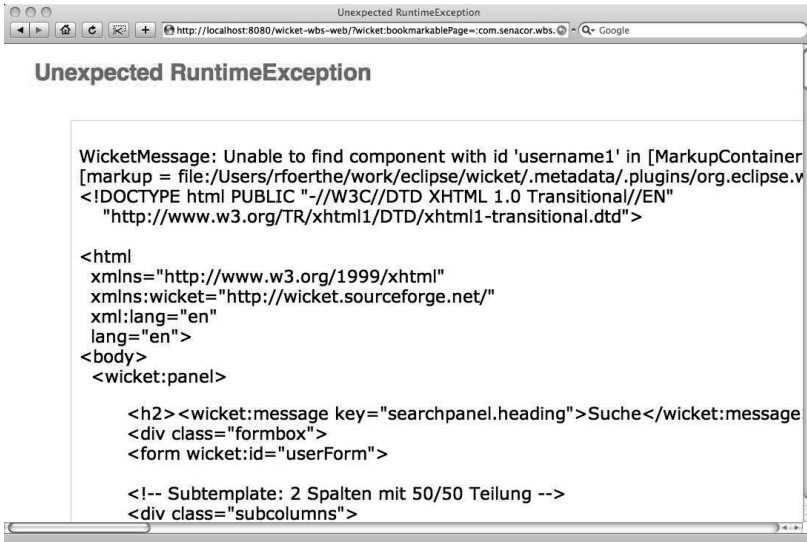 Unexpected RuntimeException
http://localhost:8080/wicket-wbs-web/?wicket:bookmarkablePage=:com.senacor.wbs. Google
Unexpected RuntimeException
WicketMessage: Unable to find component with id 'username1' in [MarkupContainer
[markup = file:/Users/rfoerthe/work/eclipse/wicket/.metadata/.plugins/org.eclipse.w
<!DOCTYPE html PUBLIC "-//W3C//DTD XHTML 1.0 Transitional//EN"
"http://www.w3.org/TR/xhtml1/DTD/xhtml1-transitional.dtd">
<html
xmlns="http://www.w3.org/1999/xhtml"
xmlns:wicket="http://wicket.sourceforge.net/"
xml:lang="en"
lang="en">
<body>
<wicket:panel>
<h2><wicket:message key="searchpanel.heading">Suche</wicket:message
<div class="formbox">
<form wicket:id="userForm">
<!-- Subtemplate: 2 Spalten mit 50/50 Teilung -->
<div class="subcolumns">